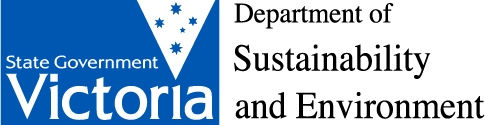 State Government
Victoria
Department of
Sustainability
and Environment